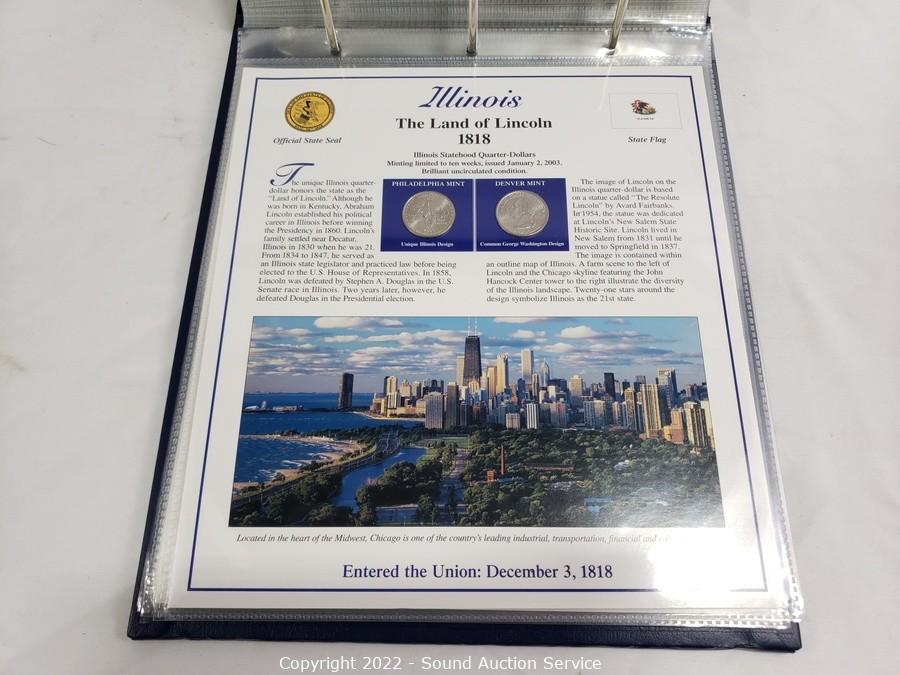 Illinois
The Land of Lincoln
1818
Official State Seal
State Flag
Illinois Statehood Quarter-Dollars
Minting limited to ten weeks, issued January 2, 2003.
Brilliant uncirculated condition.
The unique Illinois quarter-
dollar honors the state as the
"Land of Lincoln." Although he
was born in Kentucky, Abraham
Lincoln established his political
career in Illinois before winning
the Presidency in 1860. Lincoln's
family settled near Decatur,
Illinois in 1830 when he was 21.
From 1834 to 1847, he served as
an Illinois state legislator and practiced law before being
elected to the U.S. House of Representatives. In 1858,
Lincoln was defeated by Stephen A. Douglas in the U.S.
Senate race in Illinois. Two years later, however, he
defeated Douglas in the Presidential election.
PHILADELPHIA MINT
Unique Illinois Design
DENVER MINT
Common George Washington Design
The image of Lincoln on the
Illinois quarter-dollar is based
on a statue called "The Resolute
Lincoln" by Avard Fairbanks.
In 1954, the statue was dedicated
at Lincoln's New Salem State
Historic Site. Lincoln lived in
New Salem from 1831 until he
moved to Springfield in 1837.
The image is contained within
an outline map of Illinois. A farm scene to the left of
Lincoln and the Chicago skyline featuring the John
Hancock Center tower to the right illustrate the diversity
of the Illinois landscape. Twenty-one stars around the
design symbolize Illinois as the 21st state.
Located in the heart of the Midwest, Chicago is one of the country's leading industrial, transportation, financial and
Entered the Union: December 3, 1818
Copyright 2022 - Sound Auction Service